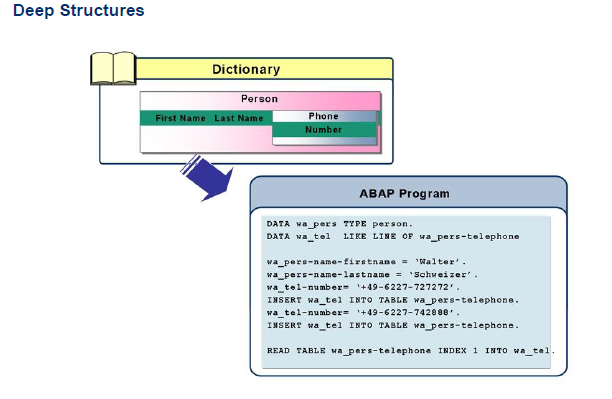 Deep Structures
Dictionary
Person
First Name Last Name Phone
Number
ABAP Program
DATA wa_pers TYPE person.
DATA wa_tel LIKE LINE OF wa_pers-telephone
wa_pers-name-firstname = 'Walter'.
wa_pers-name-lastname = 'Schweizer'.
wa_tel-number= '+49-6227-727272'.
INSERT wa_tel INTO TABLE wa_pers-telephone.
wa_tel-number= '+49-6227-742888'.
INSERT wa_tel INTO TABLE wa_pers-telephone.
READ TABLE wa_pers-telephone INDEX 1 INTO wa_tel.